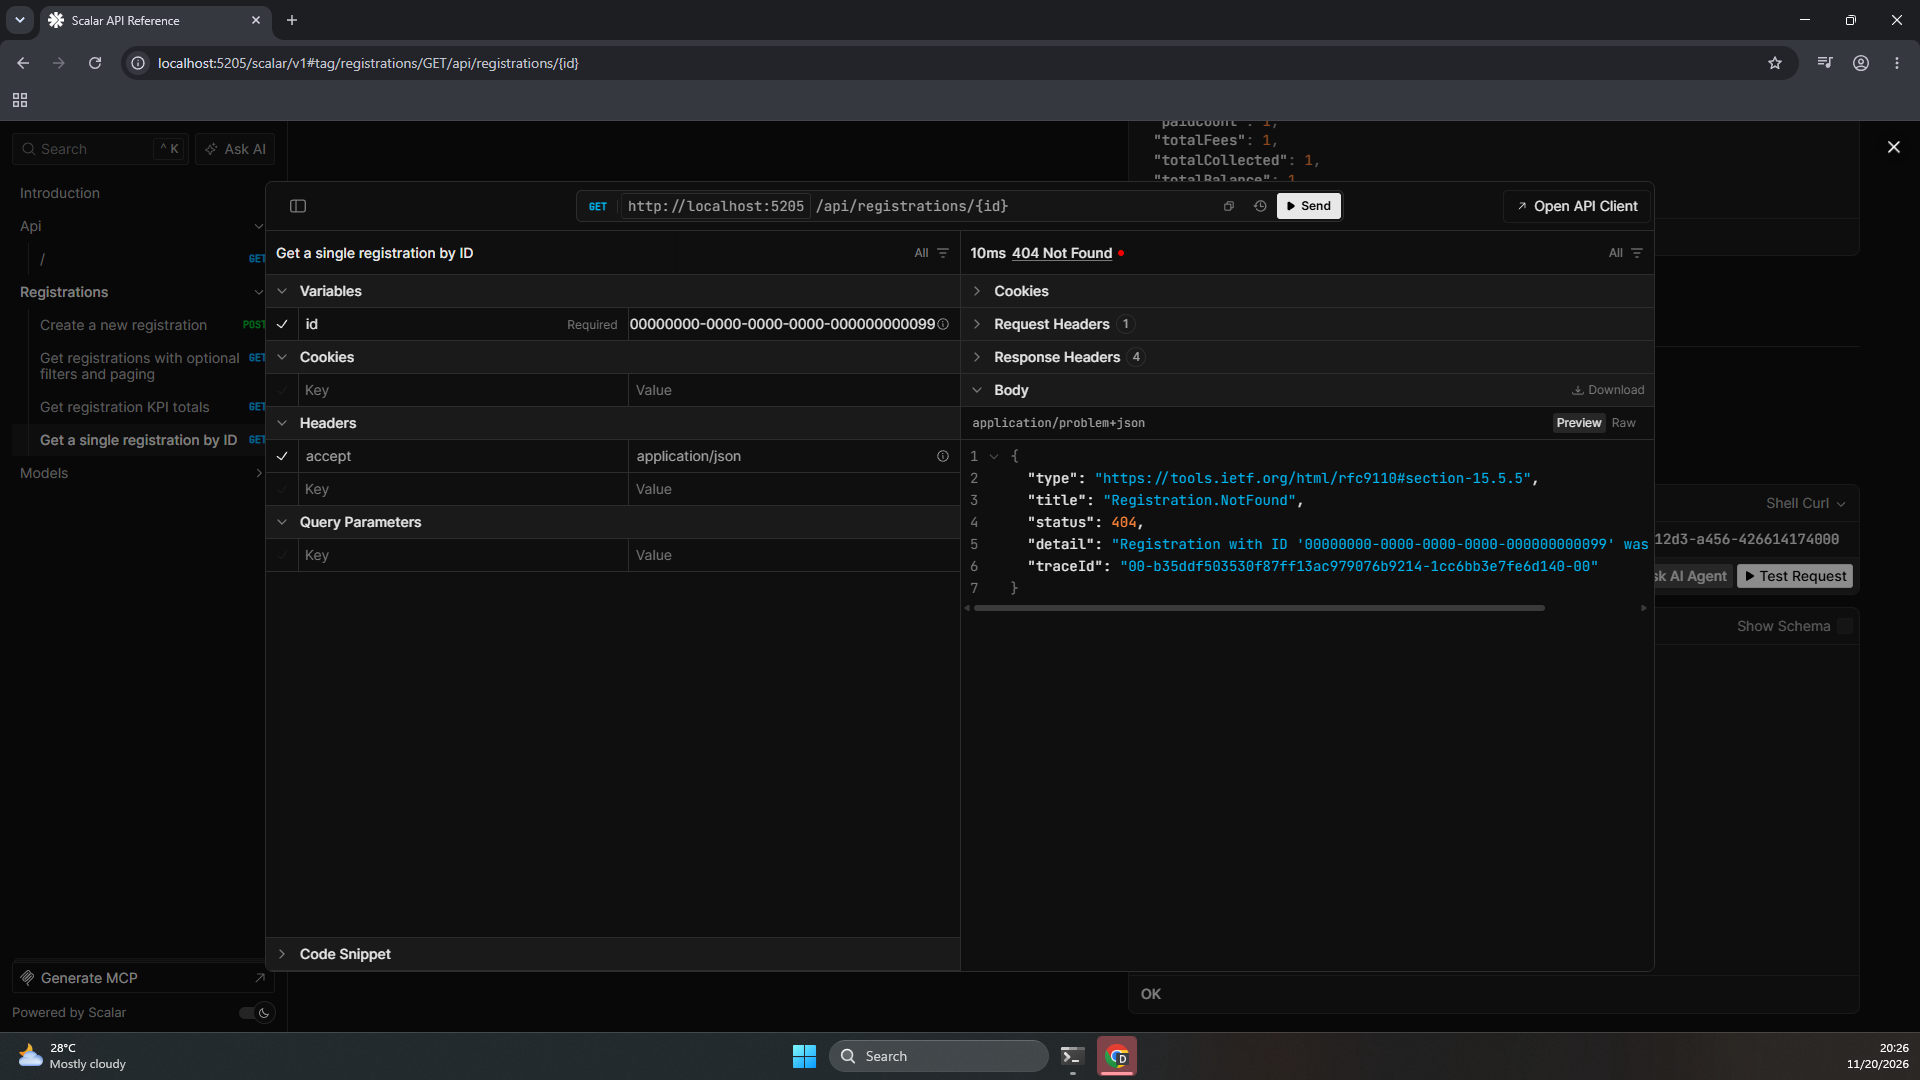 Scalar API Reference
localhost:5205/scalar/v1#tag/registrations/GET/api/registrations/{id}
Search
^ K
Ask AI
Introduction
Api
/
GET
Registrations
Create a new registration
POST
Get registrations with optional filters and paging
GET
Get registration KPI totals
GET
Get a single registration by ID
GET
Models
Generate MCP
Powered by Scalar
"paidCount": 1,
"totalFees": 1,
"totalCollected": 1,
"totalBalance": 1
GET
http://localhost:5205
/api/registrations/{id}
Send
Open API Client
Get a single registration by ID
All
Variables
id
Required
00000000-0000-0000-0000-000000000099
Cookies
Key
Value
Headers
accept
application/json
Key
Value
Query Parameters
Key
Value
Code Snippet
10ms 404 Not Found
All
Cookies
Request Headers 1
Response Headers 4
Body
Download
application/problem+json
Preview
Raw
1 {
2 "type": "https://tools.ietf.org/html/rfc9110#section-15.5.5",
3 "title": "Registration.NotFound",
4 "status": 404,
5 "detail": "Registration with ID '00000000-0000-0000-0000-000000000099' was
6 "traceId": "00-b35ddf503530f87ff13ac979076b9214-1cc6bb3e7fe6d140-00"
7 }
Shell Curl
12d3-a456-426614174000
sk AI Agent
Test Request
Show Schema
OK
28°C
Mostly cloudy
Search
20:26
11/20/2026